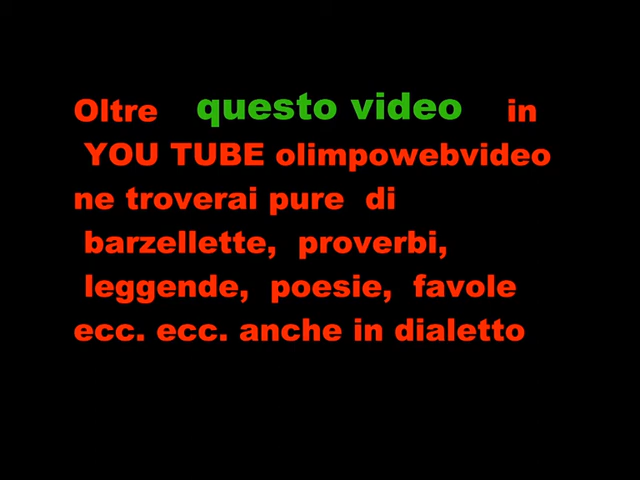 Oltre questo video in
YOU TUBE olimpowebvideo
ne troverai pure di
barzellette, proverbi,
leggende, poesie, favole
ecc. ecc. anche in dialetto